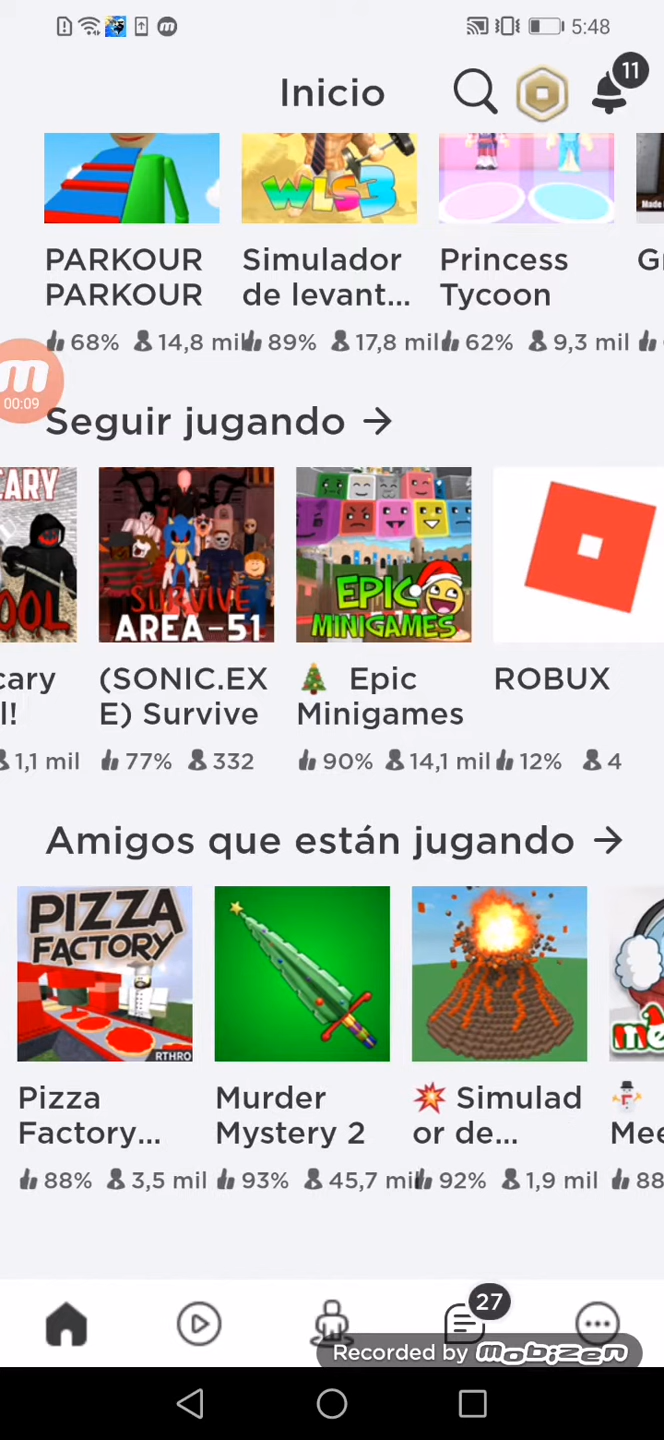 5:48
Inicio
11
WLS3
Made
PARKOUR
PARKOUR
Simulador
de levant...
Princess
Tycoon
68% 14,8 mil
89% 17,8 mil
62% 9,3 mil
00:09
Seguir jugando →
SURVIVE
AREA-51
EPIC
MINIGAMES
(SONIC.EX
E) Survive
🎄 Epic
Minigames
ROBUX
1,1 mil
77% 332
90% 14,1 mil
12% 4
Amigos que están jugando →
PIZZA
FACTORY
RTHRO
Pizza
Factory...
Murder
Mystery 2
💥 Simulad
or de...
88% 3,5 mil
93% 45,7 mil
92% 1,9 mil
88
27
Recorded by mobizen